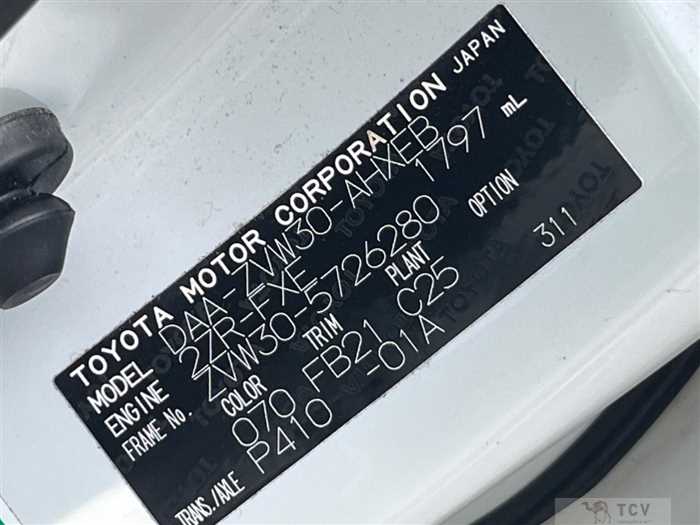 TOYOTA MOTOR CORPORATION JAPAN
MODEL DAA-ZVW30-AHXEB
ENGINE 2ZR-FXE 1797 mL
FRAME No. ZVW30-5726280
COLOR TRIM PLANT OPTION
070 FB21 C25 311
TRANS./AXLE P410 -01A
TCV